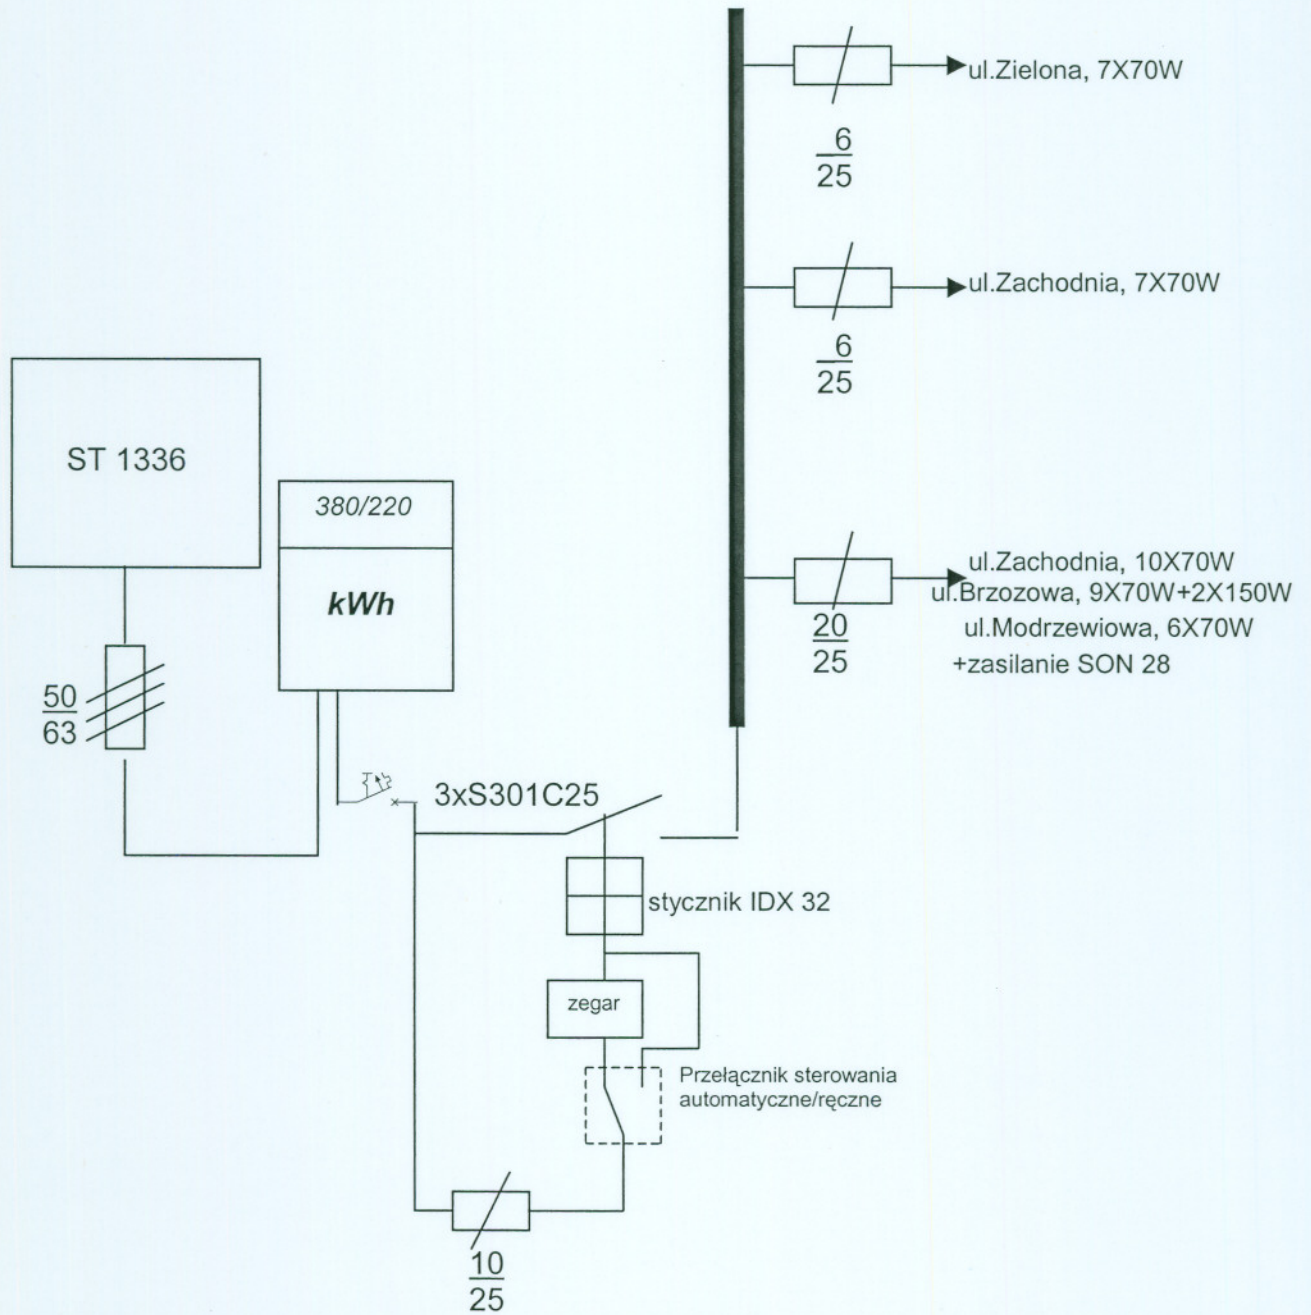 ul.Zielona, 7X70W
6
25
ul.Zachodnia, 7X70W
6
25
ST 1336
380/220
kWh
ul.Zachodnia, 10X70W
ul.Brzozowa, 9X70W+2X150W
ul.Modrzewiowa, 6X70W
+zasilanie SON 28
20
25
50
63
3xS301C25
stycznik IDX 32
zegar
Przełącznik sterowania
automatyczne/ręczne
10
25